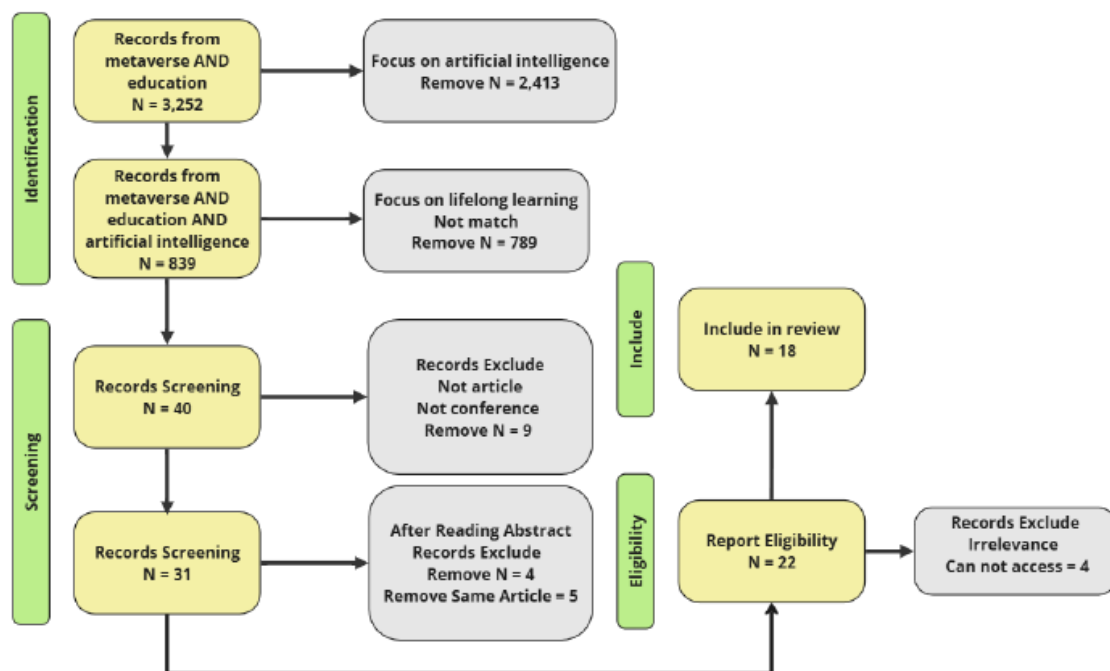 Identification
Records from
metaverse AND
education
N = 3,252
Focus on artificial intelligence
Remove N = 2,413
Records from
metaverse AND
education AND
artificial intelligence
N = 839
Focus on lifelong learning
Not match
Remove N = 789
Screening
Records Screening
N = 40
Records Exclude
Not article
Not conference
Remove N = 9
Records Screening
N = 31
After Reading Abstract
Records Exclude
Remove N = 4
Remove Same Article = 5
Eligibility
Report Eligibility
N = 22
Records Exclude
Irrelevance
Can not access = 4
Include
Include in review
N = 18